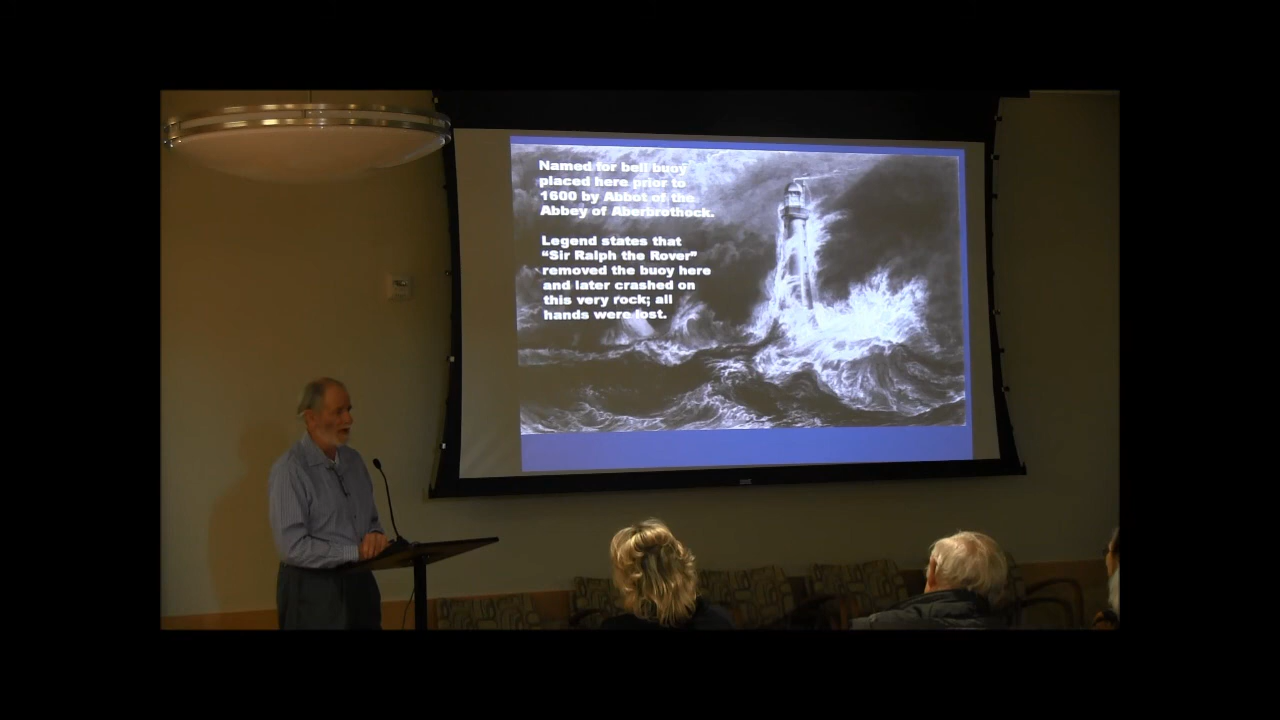 Named for bell buoy
placed here prior to
1600 by Abbot of the
Abbey of Aberbrothock.
Legend states that
“Sir Ralph the Rover”
removed the buoy here
and later crashed on
this very rock; all
hands were lost.